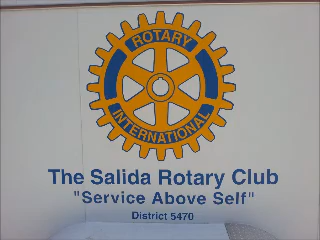 ROTARY
INTERNATIONAL
The Salida Rotary Club
"Service Above Self"
District 5470